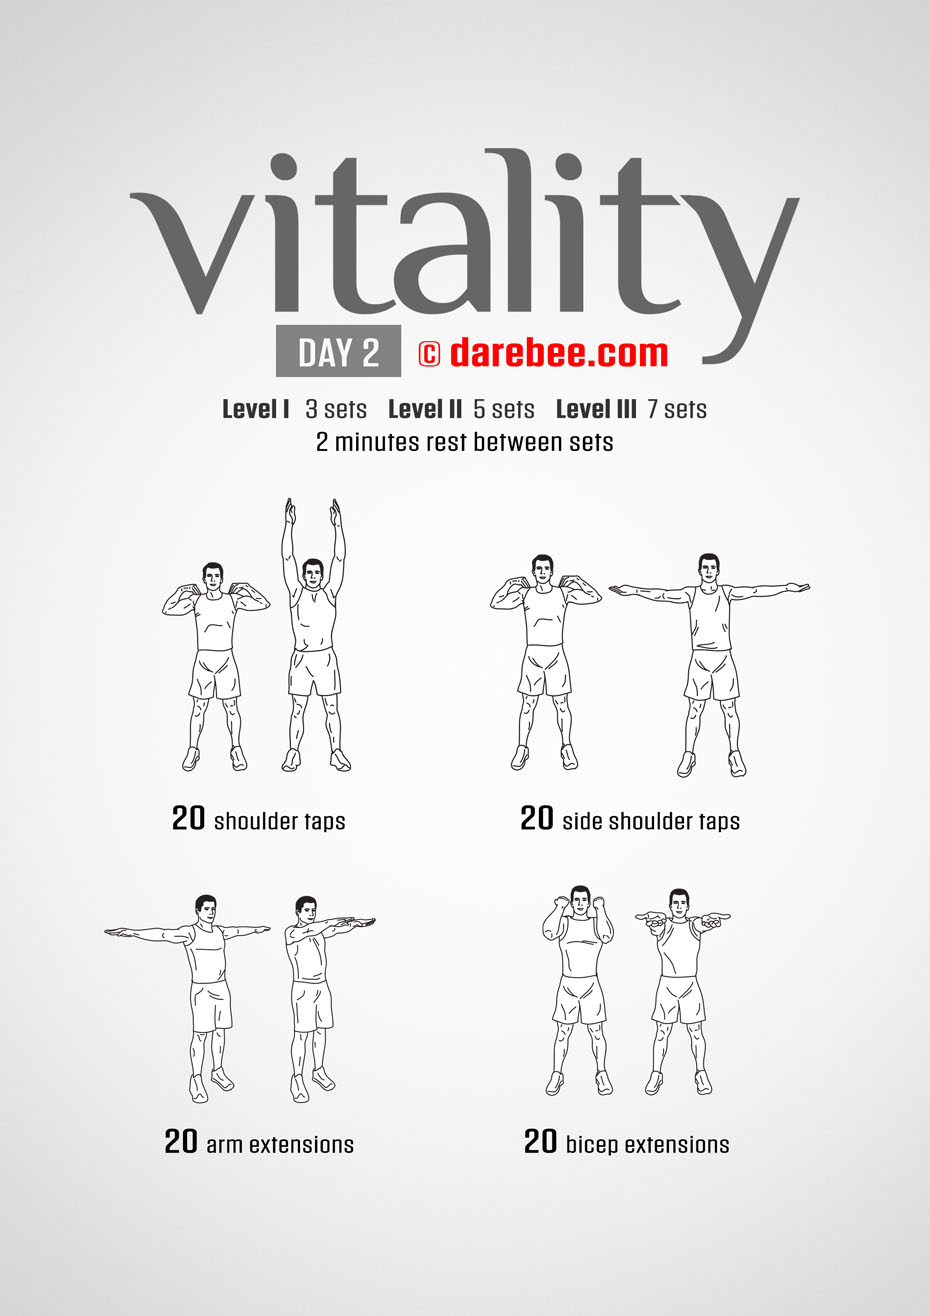 vitality
DAY 2 © darebee.com
Level I 3 sets Level II 5 sets Level III 7 sets
2 minutes rest between sets
20 shoulder taps
20 side shoulder taps
20 arm extensions
20 bicep extensions